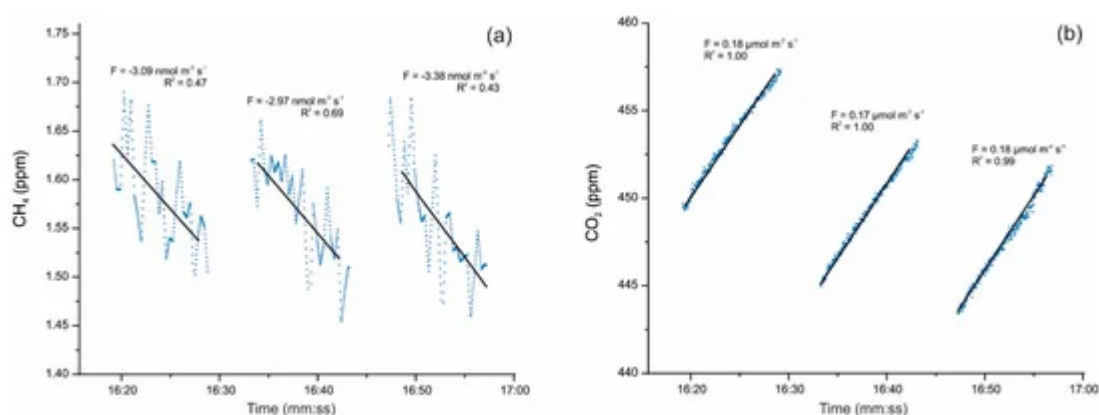 (a)
F = -3.09 nmol m⁻² s⁻¹
R² = 0.47
F = -2.97 nmol m⁻² s⁻¹
R² = 0.69
F = -3.38 nmol m⁻² s⁻¹
R² = 0.43
CH₄ (ppm)
1.75
1.70
1.65
1.60
1.55
1.50
1.45
1.40
16:20
16:30
16:40
16:50
17:00
Time (mm:ss)
(b)
F = 0.18 µmol m⁻² s⁻¹
R² = 1.00
F = 0.17 µmol m⁻² s⁻¹
R² = 1.00
F = 0.18 µmol m⁻² s⁻¹
R² = 0.99
CO₂ (ppm)
460
455
450
445
440
16:20
16:30
16:40
16:50
17:00
Time (mm:ss)